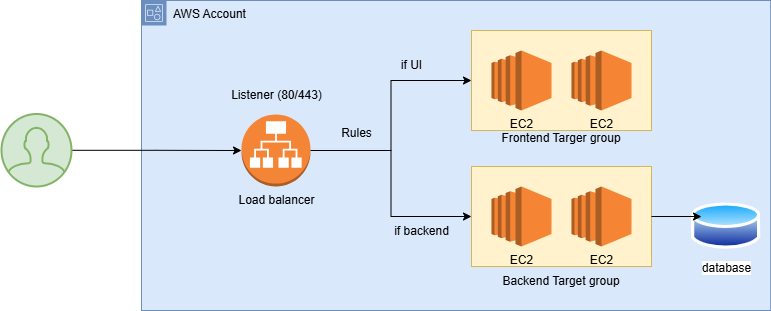 AWS Account
if UI
Listener (80/443)
EC2 EC2
Rules
Frontend Targer group
Load balancer
if backend
EC2 EC2
database
Backend Target group